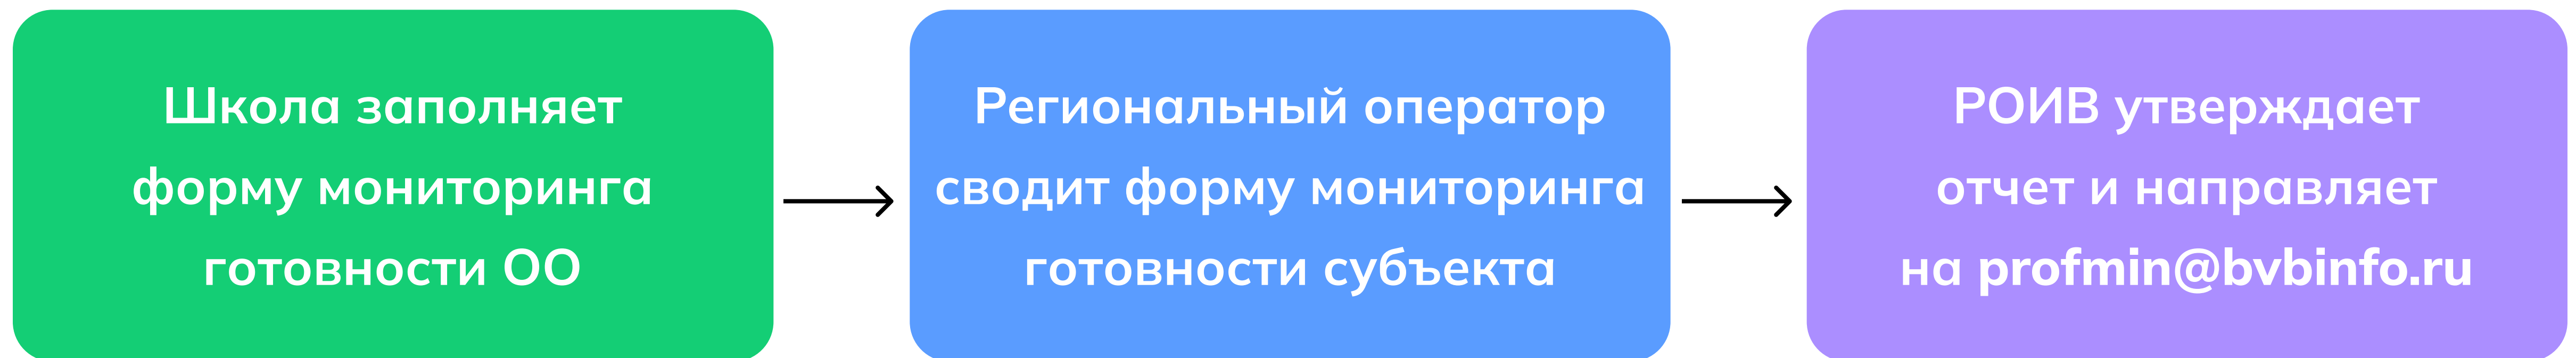 Школа заполняет
форму мониторинга
готовности ОО
Региональный оператор
сводит форму мониторинга
готовности субъекта
РОИВ утверждает
отчет и направляет
на profmin@bvbinfo.ru